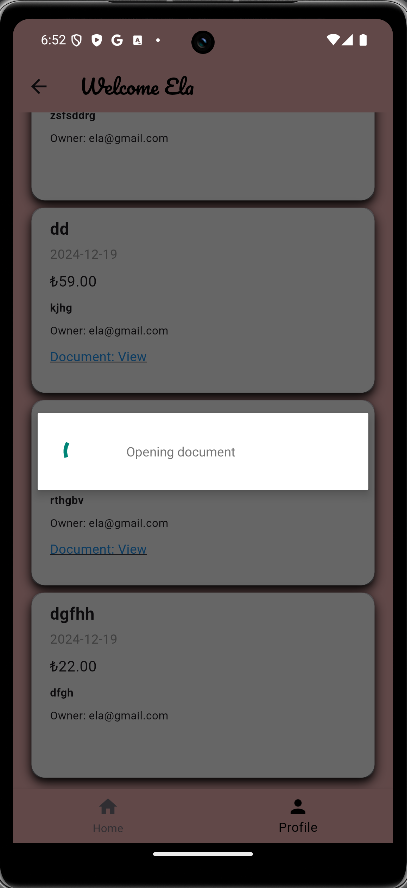 6:52
Welcome Ela
zsfsddrg
Owner: ela@gmail.com
dd
2024-12-19
₺59.00
kjhg
Owner: ela@gmail.com
Document: View
Opening document
rthgbv
Owner: ela@gmail.com
Document: View
dgfhh
2024-12-19
₺22.00
dfgh
Owner: ela@gmail.com
Home
Profile